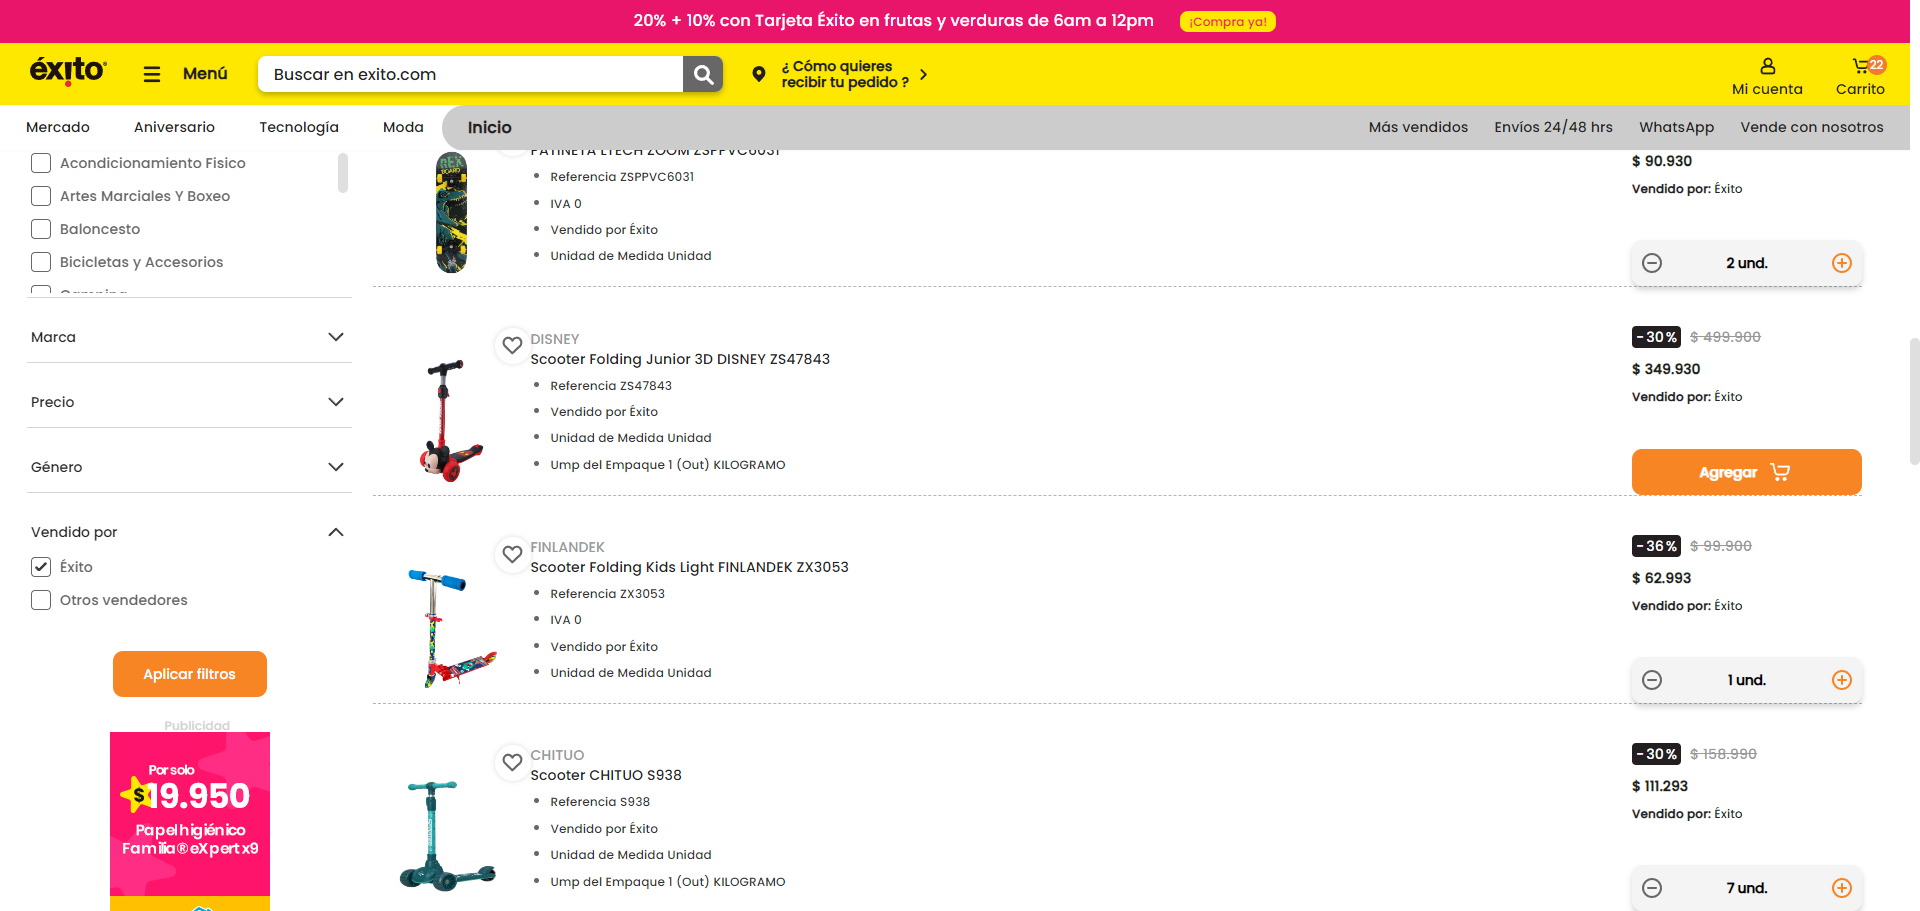 20% + 10% con Tarjeta Éxito en frutas y verduras de 6am a 12pm
¡Compra ya!
éxito
Menú
Buscar en exito.com
¿ Cómo quieres
recibir tu pedido ?
Mi cuenta
22
Carrito
Mercado
Aniversario
Tecnología
Moda
Inicio
Más vendidos
Envíos 24/48 hrs
WhatsApp
Vende con nosotros
Acondicionamiento Fisico
Artes Marciales Y Boxeo
Baloncesto
Bicicletas y Accesorios
Camping
Marca
Precio
Género
Vendido por
Éxito
Otros vendedores
Aplicar filtros
Publicidad
Por solo
$19.950
Papel higiénico
Familia® eXpert x9
REX
BOARD
PATINETA LTECH ZOOM ZSPPVC6031
Referencia ZSPPVC6031
IVA 0
Vendido por Éxito
Unidad de Medida Unidad
$ 90.930
Vendido por: Éxito
2 und.
DISNEY
Scooter Folding Junior 3D DISNEY ZS47843
Referencia ZS47843
Vendido por Éxito
Unidad de Medida Unidad
Ump del Empaque 1 (Out) KILOGRAMO
-30% $ 499.900
$ 349.930
Vendido por: Éxito
Agregar
FINLANDEK
Scooter Folding Kids Light FINLANDEK ZX3053
Referencia ZX3053
IVA 0
Vendido por Éxito
Unidad de Medida Unidad
-36% $ 99.900
$ 62.993
Vendido por: Éxito
1 und.
CHITUO
Scooter CHITUO S938
Referencia S938
Vendido por Éxito
Unidad de Medida Unidad
Ump del Empaque 1 (Out) KILOGRAMO
-30% $ 158.990
$ 111.293
Vendido por: Éxito
7 und.